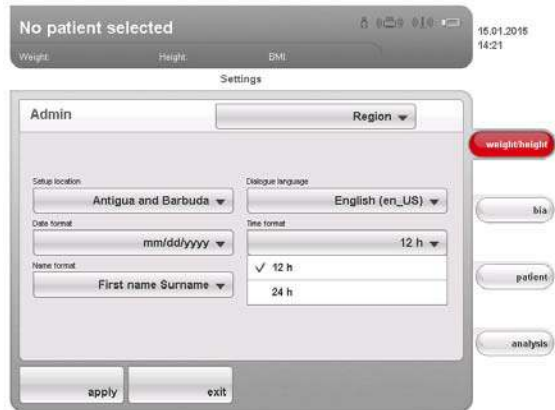 No patient selected
Weight: Height: BMI:
15.01.2015
14:21
Settings
Admin
Region
weight/height
Setup location
Antigua and Barbuda
Dialogue language
English (en_US)
bia
Date format
mm/dd/yyyy
Time format
12 h
Name format
First name Surname
12 h
24 h
patient
analysis
apply
exit